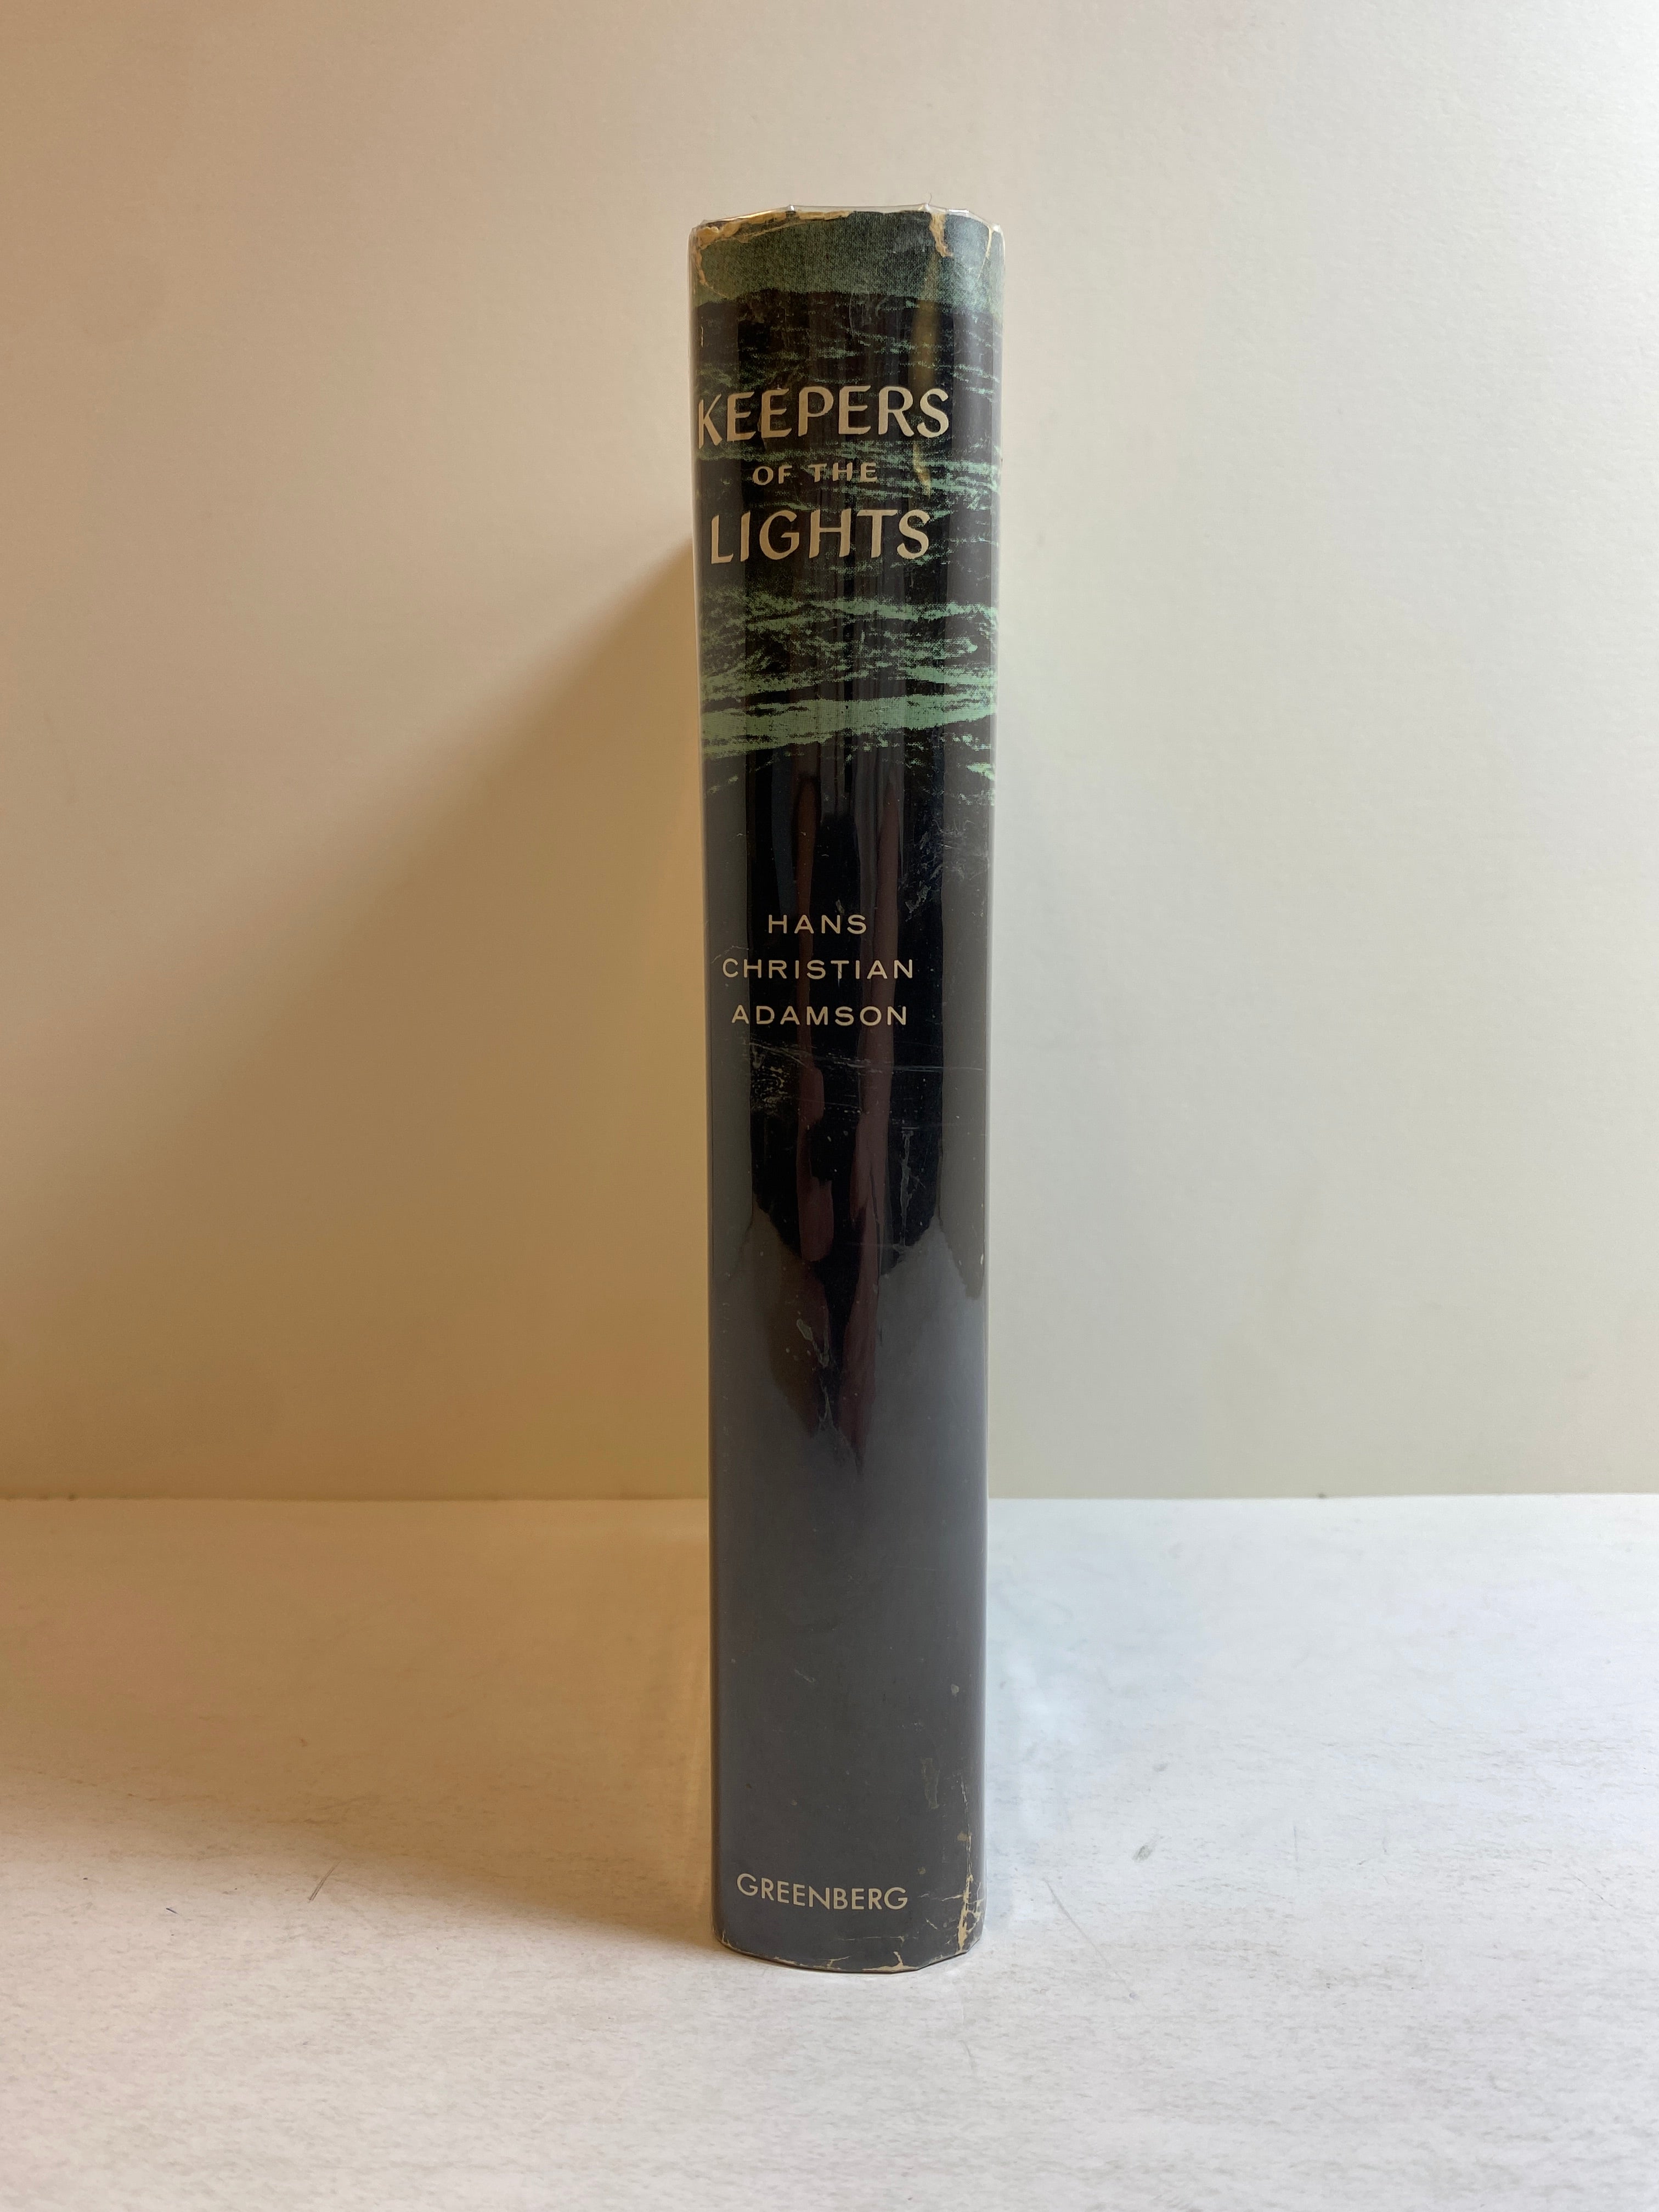 KEEPERS
OF THE
LIGHTS
HANS
CHRISTIAN
ADAMSON
GREENBERG